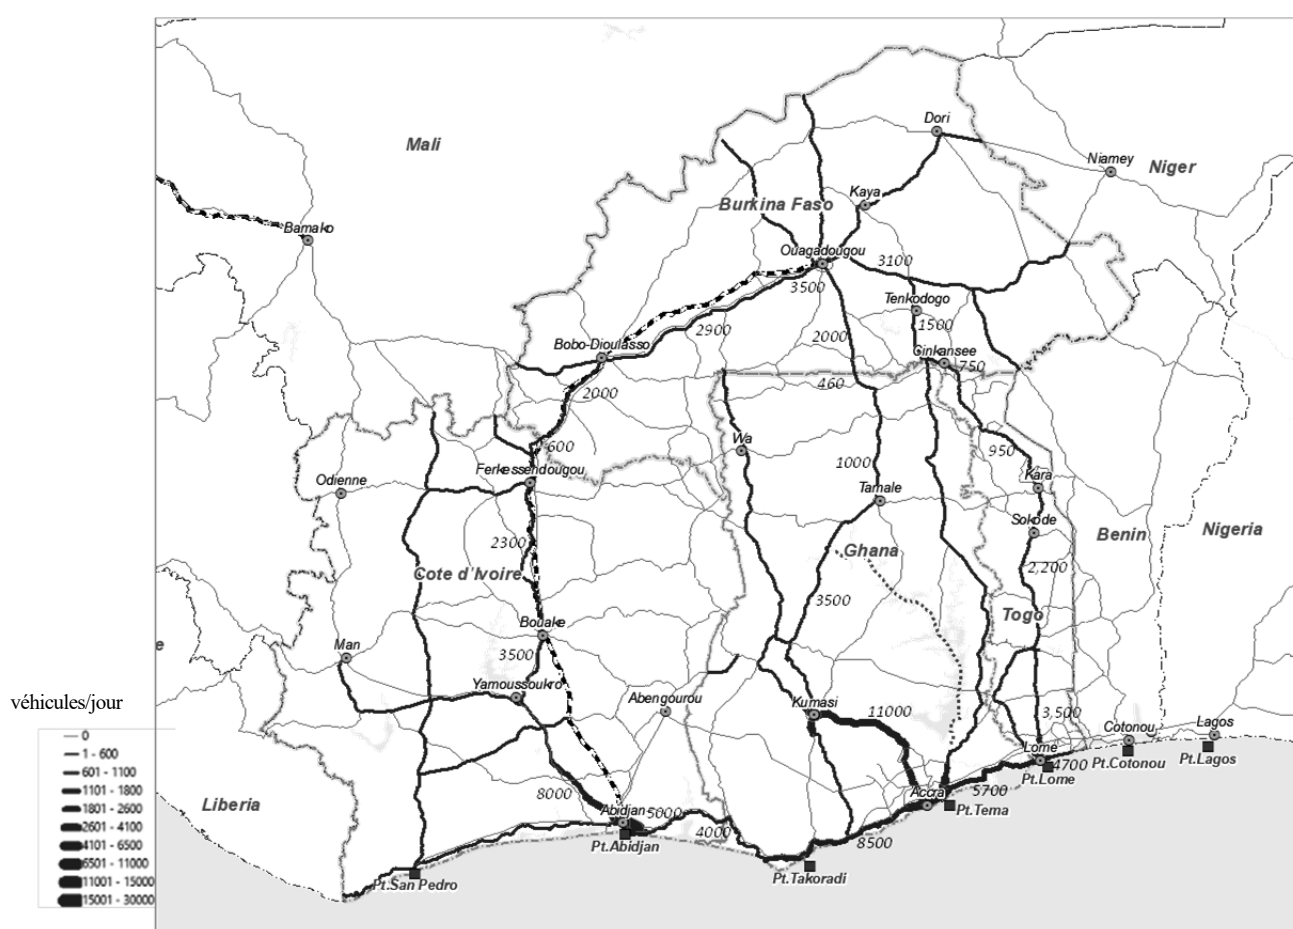 Mali
Dori
Niamey
Niger
Kaya
Burkina Faso
Bamako
Ouagadougou
3100
3500
Tenkodogo
1500
2900
2000
Bobo-Dioulasso
Cinkansee
750
460
2000
Wa
600
950
Ferkessendougou
1000
Kara
Odienne
Tamale
Sokode
Nigeria
Benin
2300
Ghana
2,200
Cote d'Ivoire
3500
Togo
Bouake
e
Man
3500
Yamoussoukro
Abengourou
Kumasi
11000
3,500
véhicules/jour
Cotonou
Lagos
0
Lome
4700
Pt.Cotonou
Pt.Lagos
1 - 600
Pt.Lome
601 - 1100
8000
5700
1101 - 1800
Accra
Liberia
1801 - 2600
Abidjan
5000
Pt.Tema
2601 - 4100
4000
8500
4101 - 6500
Pt.Abidjan
6501 - 11000
Pt.Takoradi
11001 - 15000
Pt.San Pedro
15001 - 30000